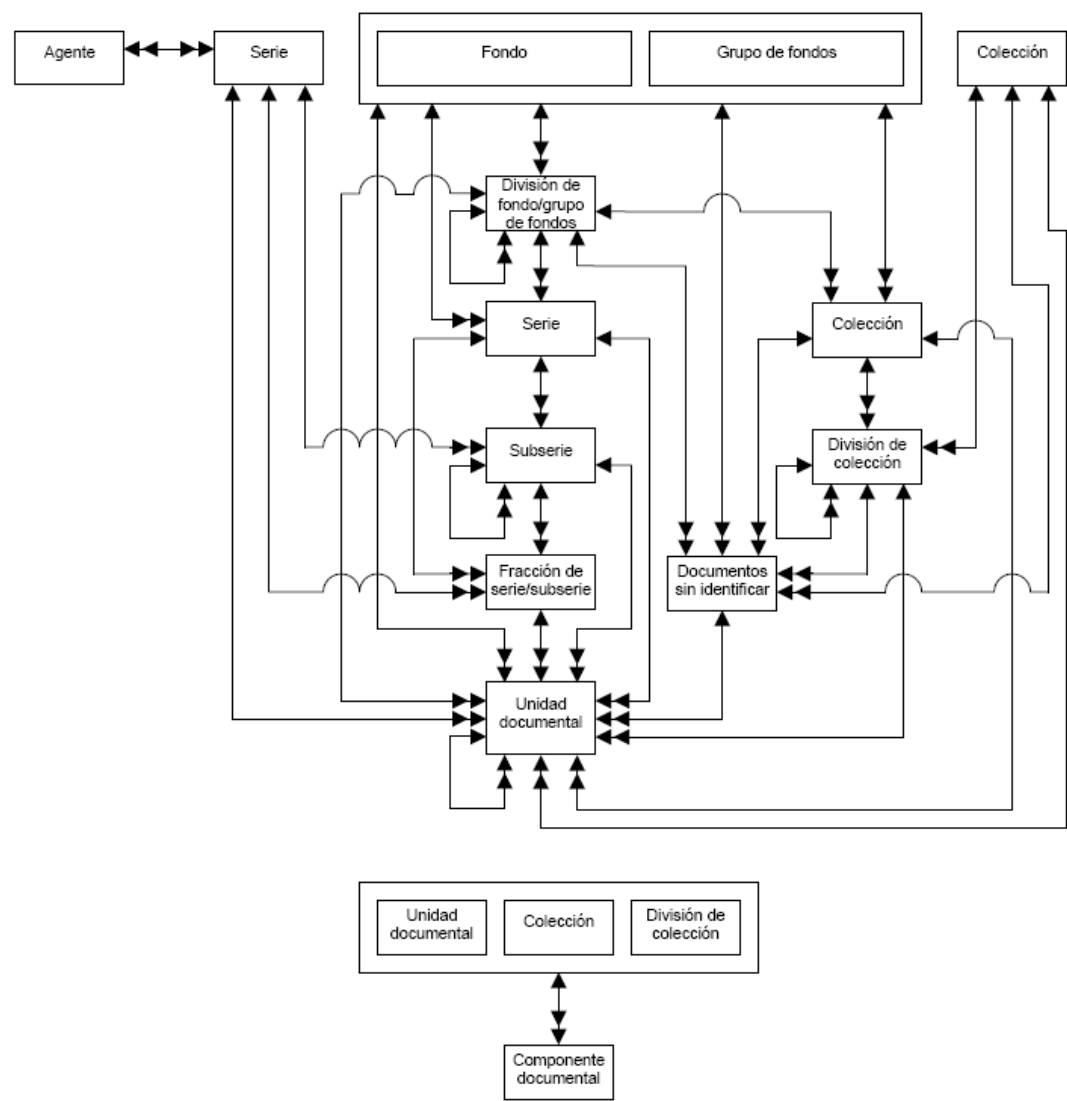 Agente
Serie
Fondo
Grupo de fondos
Colección
División de
fondo/grupo
de fondos
Serie
Colección
Subserie
División de
colección
Fracción de
serie/subserie
Documentos
sin identificar
Unidad
documental
Unidad
documental
Colección
División de
colección
Componente
documental